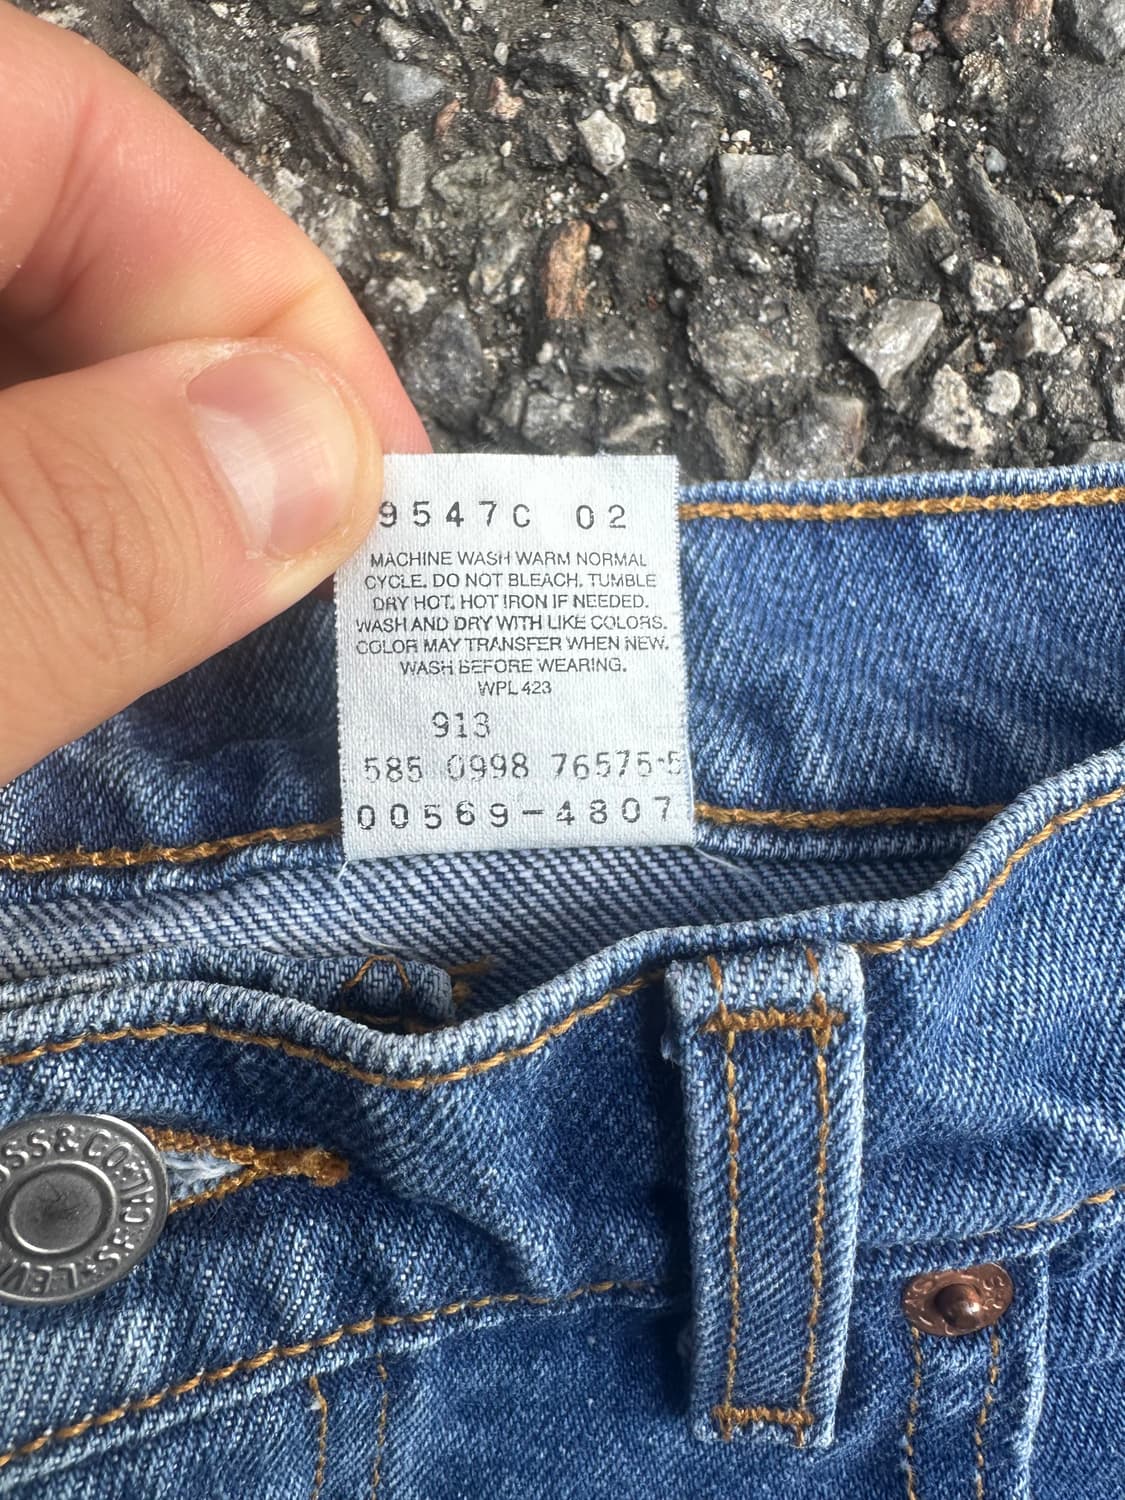 9547C 02
MACHINE WASH WARM NORMAL
CYCLE. DO NOT BLEACH. TUMBLE
DRY HOT. HOT IRON IF NEEDED.
WASH AND DRY WITH LIKE COLORS.
COLOR MAY TRANSFER WHEN NEW.
WASH BEFORE WEARING.
WPL 423
913
585 0998 76575-5
00569-4807
SS & CO